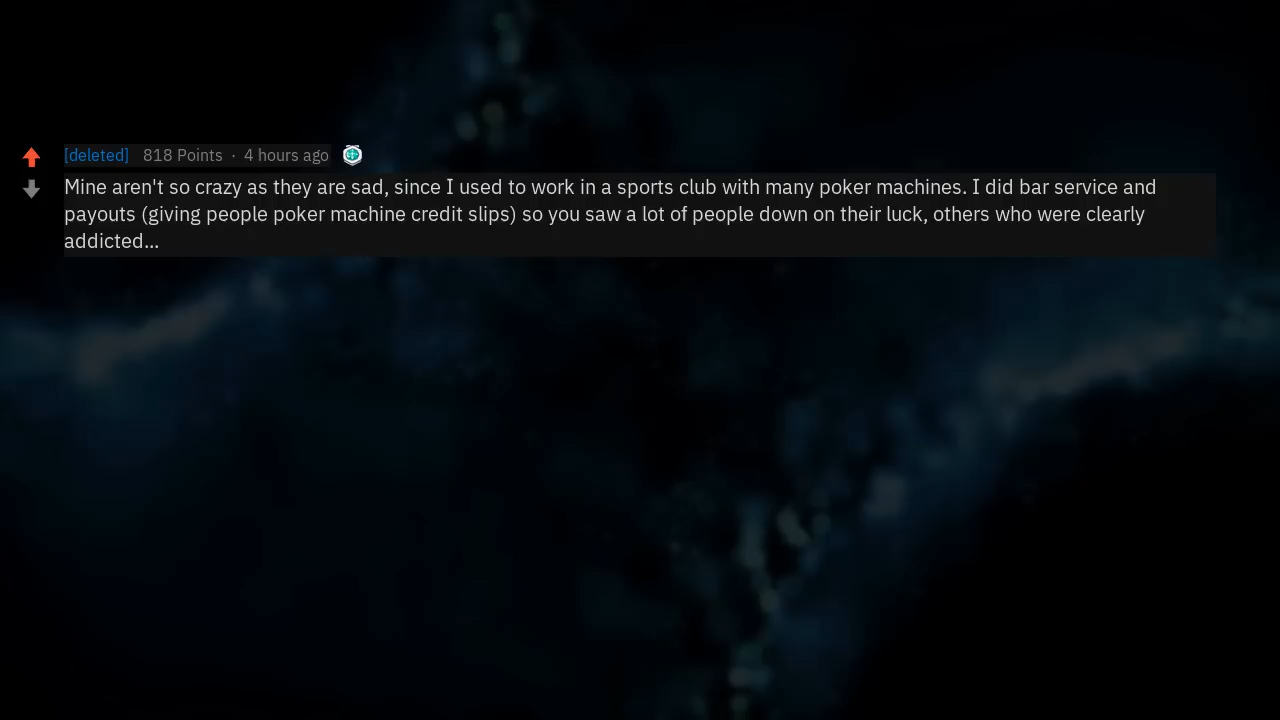 [deleted] 818 Points · 4 hours ago
Mine aren't so crazy as they are sad, since I used to work in a sports club with many poker machines. I did bar service and
payouts (giving people poker machine credit slips) so you saw a lot of people down on their luck, others who were clearly
addicted...